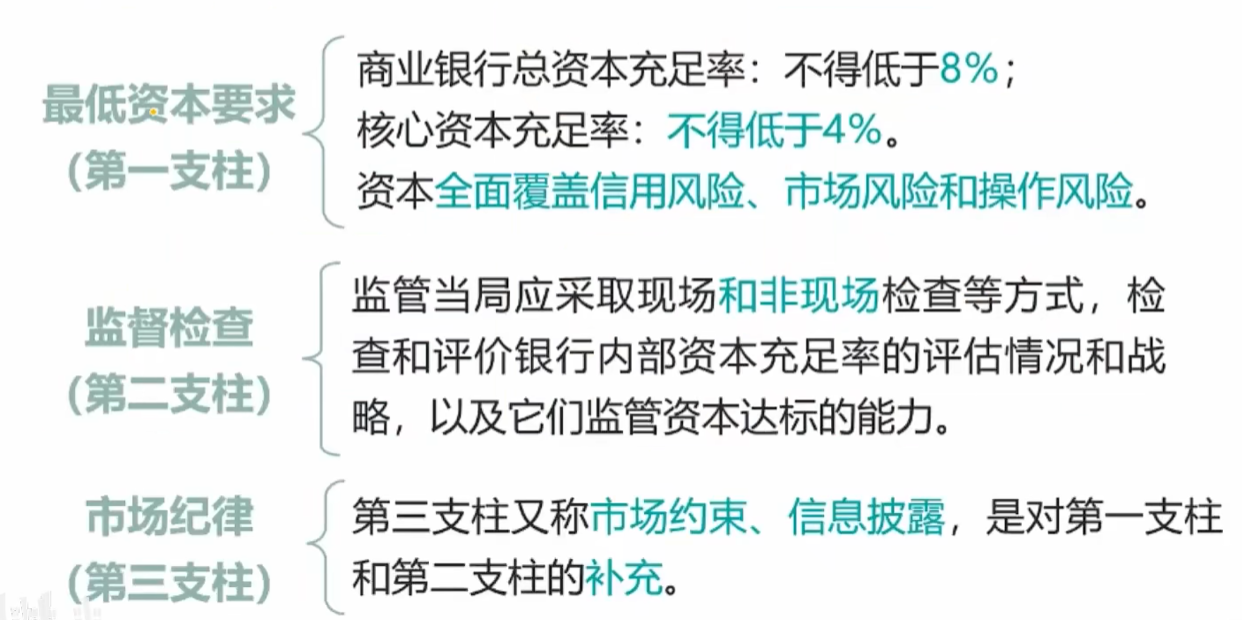 最低资本要求
（第一支柱）
商业银行总资本充足率：不得低于8%；
核心资本充足率：不得低于4%。
资本全面覆盖信用风险、市场风险和操作风险。
监督检查
（第二支柱）
监管当局应采取现场和非现场检查等方式，检
查和评价银行内部资本充足率的评估情况和战
略，以及它们监管资本达标的能力。
市场纪律
（第三支柱）
第三支柱又称市场约束、信息披露，是对第一支柱
和第二支柱的补充。